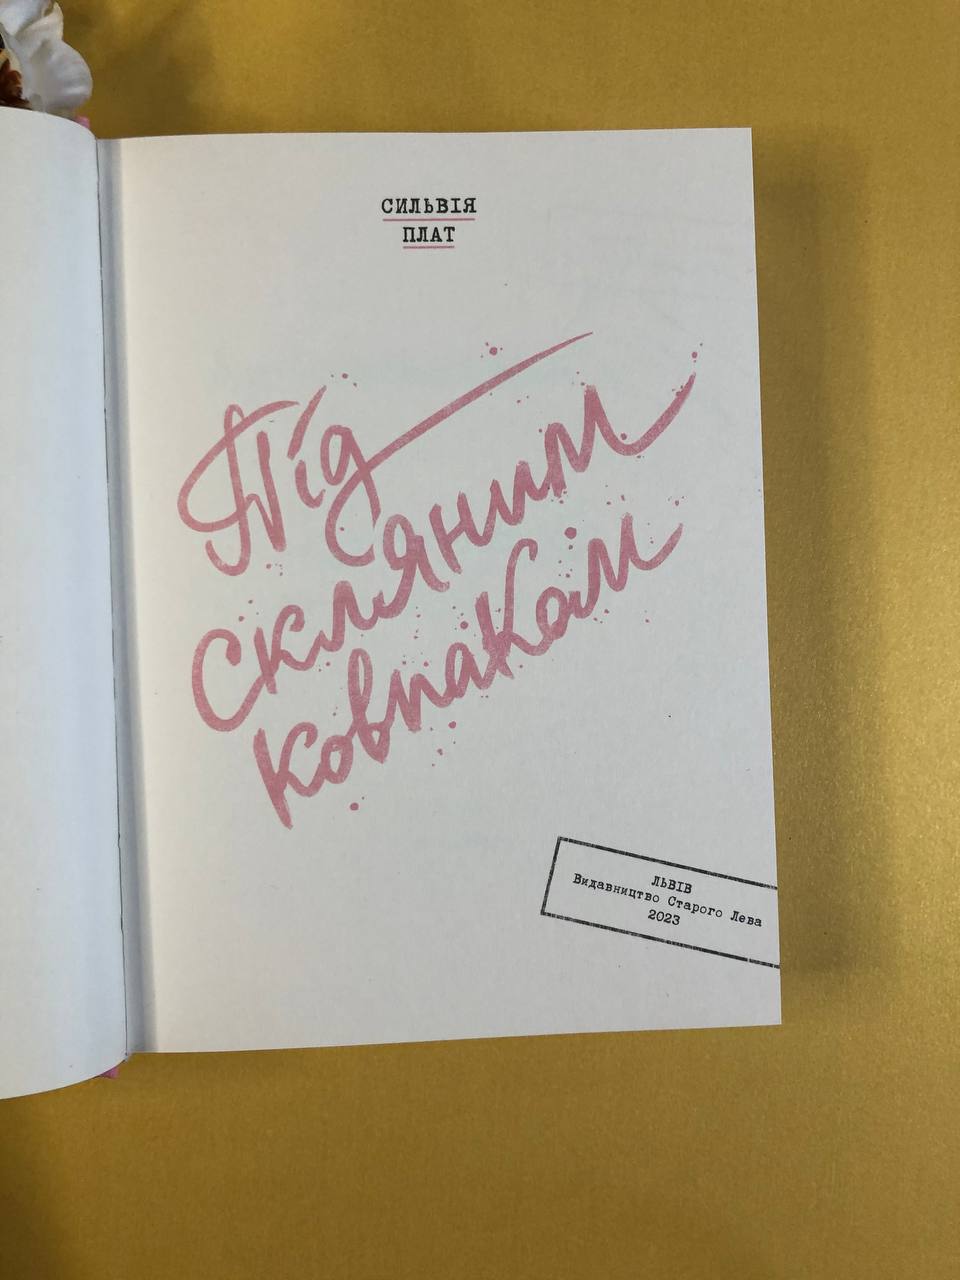 СИЛЬВІЯ
ПЛАТ
Під
скляним
ковпаком
ЛЬВІВ
Видавництво Старого Лева
2023